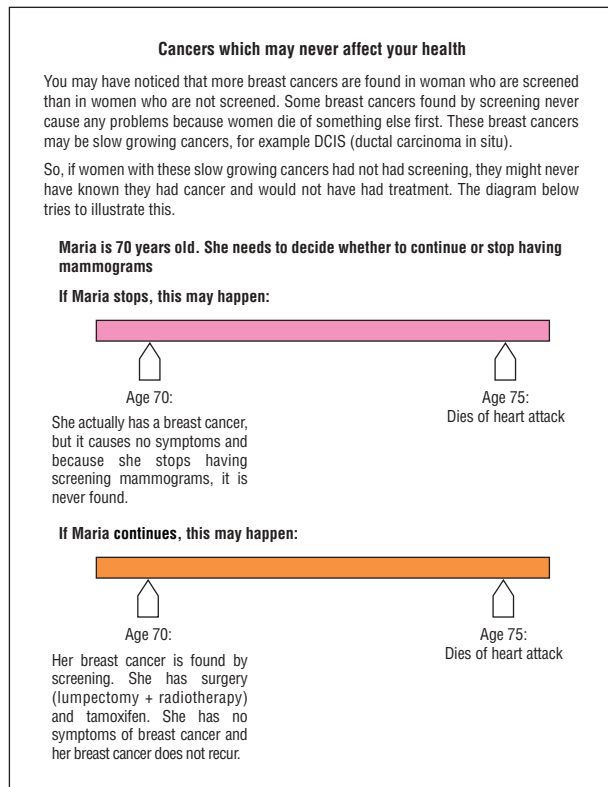 Cancers which may never affect your health
You may have noticed that more breast cancers are found in woman who are screened
than in women who are not screened. Some breast cancers found by screening never
cause any problems because women die of something else first. These breast cancers
may be slow growing cancers, for example DCIS (ductal carcinoma in situ).
So, if women with these slow growing cancers had not had screening, they might never
have known they had cancer and would not have had treatment. The diagram below
tries to illustrate this.
Maria is 70 years old. She needs to decide whether to continue or stop having
mammograms
If Maria stops, this may happen:
Age 70:
She actually has a breast cancer,
but it causes no symptoms and
because she stops having
screening mammograms, it is
never found.
Age 75:
Dies of heart attack
If Maria continues, this may happen:
Age 70:
Her breast cancer is found by
screening. She has surgery
(lumpectomy + radiotherapy)
and tamoxifen. She has no
symptoms of breast cancer and
her breast cancer does not recur.
Age 75:
Dies of heart attack